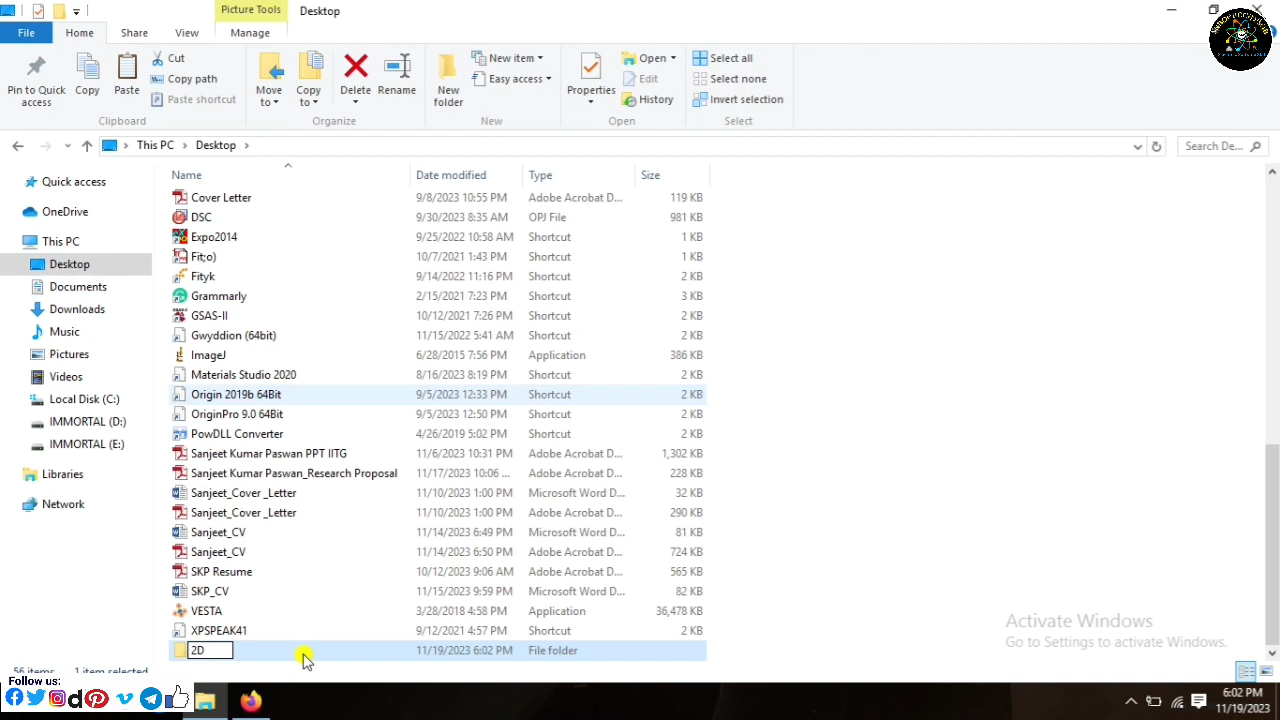 Picture Tools Desktop
File Home Share View Manage
Pin to Quick access
Copy
Paste
Cut
Copy path
Paste shortcut
Clipboard
Move to
Copy to
Delete
Rename
Organize
New folder
New item
Easy access
New
Properties
Open
Edit
History
Open
Select all
Select none
Invert selection
Select
This PC Desktop
Search De...
Quick access
OneDrive
This PC
Desktop
Documents
Downloads
Music
Pictures
Videos
Local Disk (C:)
IMMORTAL (D:)
IMMORTAL (E:)
Libraries
Network
Name Date modified Type Size
Cover Letter 9/8/2023 10:55 PM Adobe Acrobat D... 119 KB
DSC 9/30/2023 8:35 AM OPJ File 981 KB
Expo2014 9/25/2022 10:58 AM Shortcut 1 KB
Fit;o) 10/7/2021 1:43 PM Shortcut 1 KB
Fityk 9/14/2022 11:16 PM Shortcut 2 KB
Grammarly 2/15/2021 7:23 PM Shortcut 3 KB
GSAS-II 10/12/2021 7:26 PM Shortcut 2 KB
Gwyddion (64bit) 11/15/2022 5:41 AM Shortcut 2 KB
ImageJ 6/28/2015 7:56 PM Application 386 KB
Materials Studio 2020 8/16/2023 8:19 PM Shortcut 2 KB
Origin 2019b 64Bit 9/5/2023 12:33 PM Shortcut 2 KB
OriginPro 9.0 64Bit 9/5/2023 12:50 PM Shortcut 2 KB
PowDLL Converter 4/26/2019 5:02 PM Shortcut 2 KB
Sanjeet Kumar Paswan PPT IITG 11/6/2023 10:31 PM Adobe Acrobat D... 1,302 KB
Sanjeet Kumar Paswan_Research Proposal 11/17/2023 10:06 ... Adobe Acrobat D... 228 KB
Sanjeet_Cover _Letter 11/10/2023 1:00 PM Microsoft Word D... 32 KB
Sanjeet_Cover _Letter 11/10/2023 1:00 PM Adobe Acrobat D... 290 KB
Sanjeet_CV 11/14/2023 6:49 PM Microsoft Word D... 81 KB
Sanjeet_CV 11/14/2023 6:50 PM Adobe Acrobat D... 724 KB
SKP Resume 10/12/2023 9:06 AM Adobe Acrobat D... 565 KB
SKP_CV 11/15/2023 9:59 PM Microsoft Word D... 82 KB
VESTA 3/28/2018 4:58 PM Application 36,478 KB
XPSPEAK41 9/12/2021 4:57 PM Shortcut 2 KB
2D 11/19/2023 6:02 PM File folder
Activate Windows
Go to Settings to activate Windows.
56 items 1 item selected
Follow us:
6:02 PM
11/19/2023